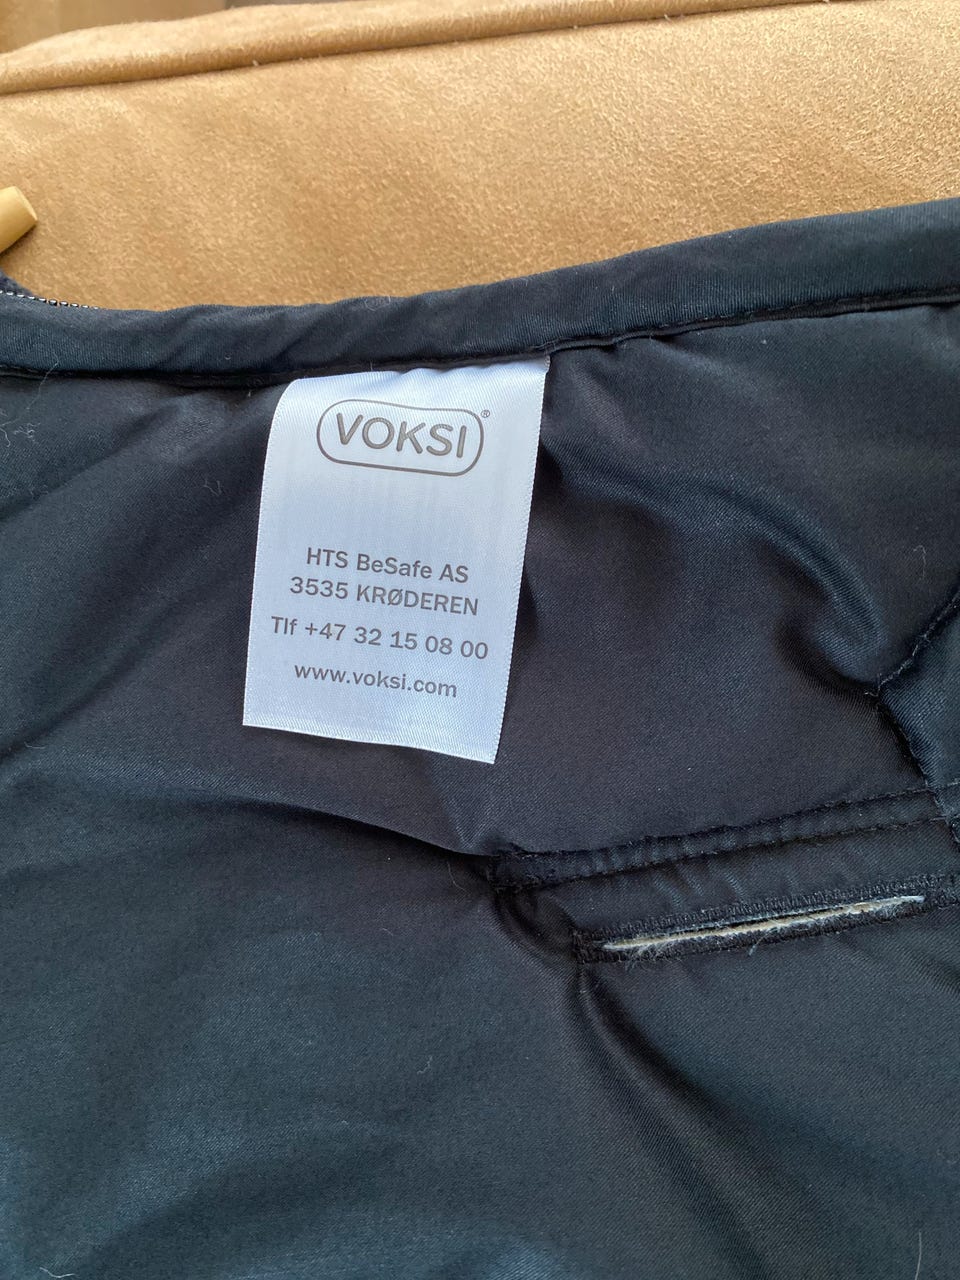 VOKSI®
HTS BeSafe AS
3535 KRØDEREN
Tlf +47 32 15 08 00
www.voksi.com